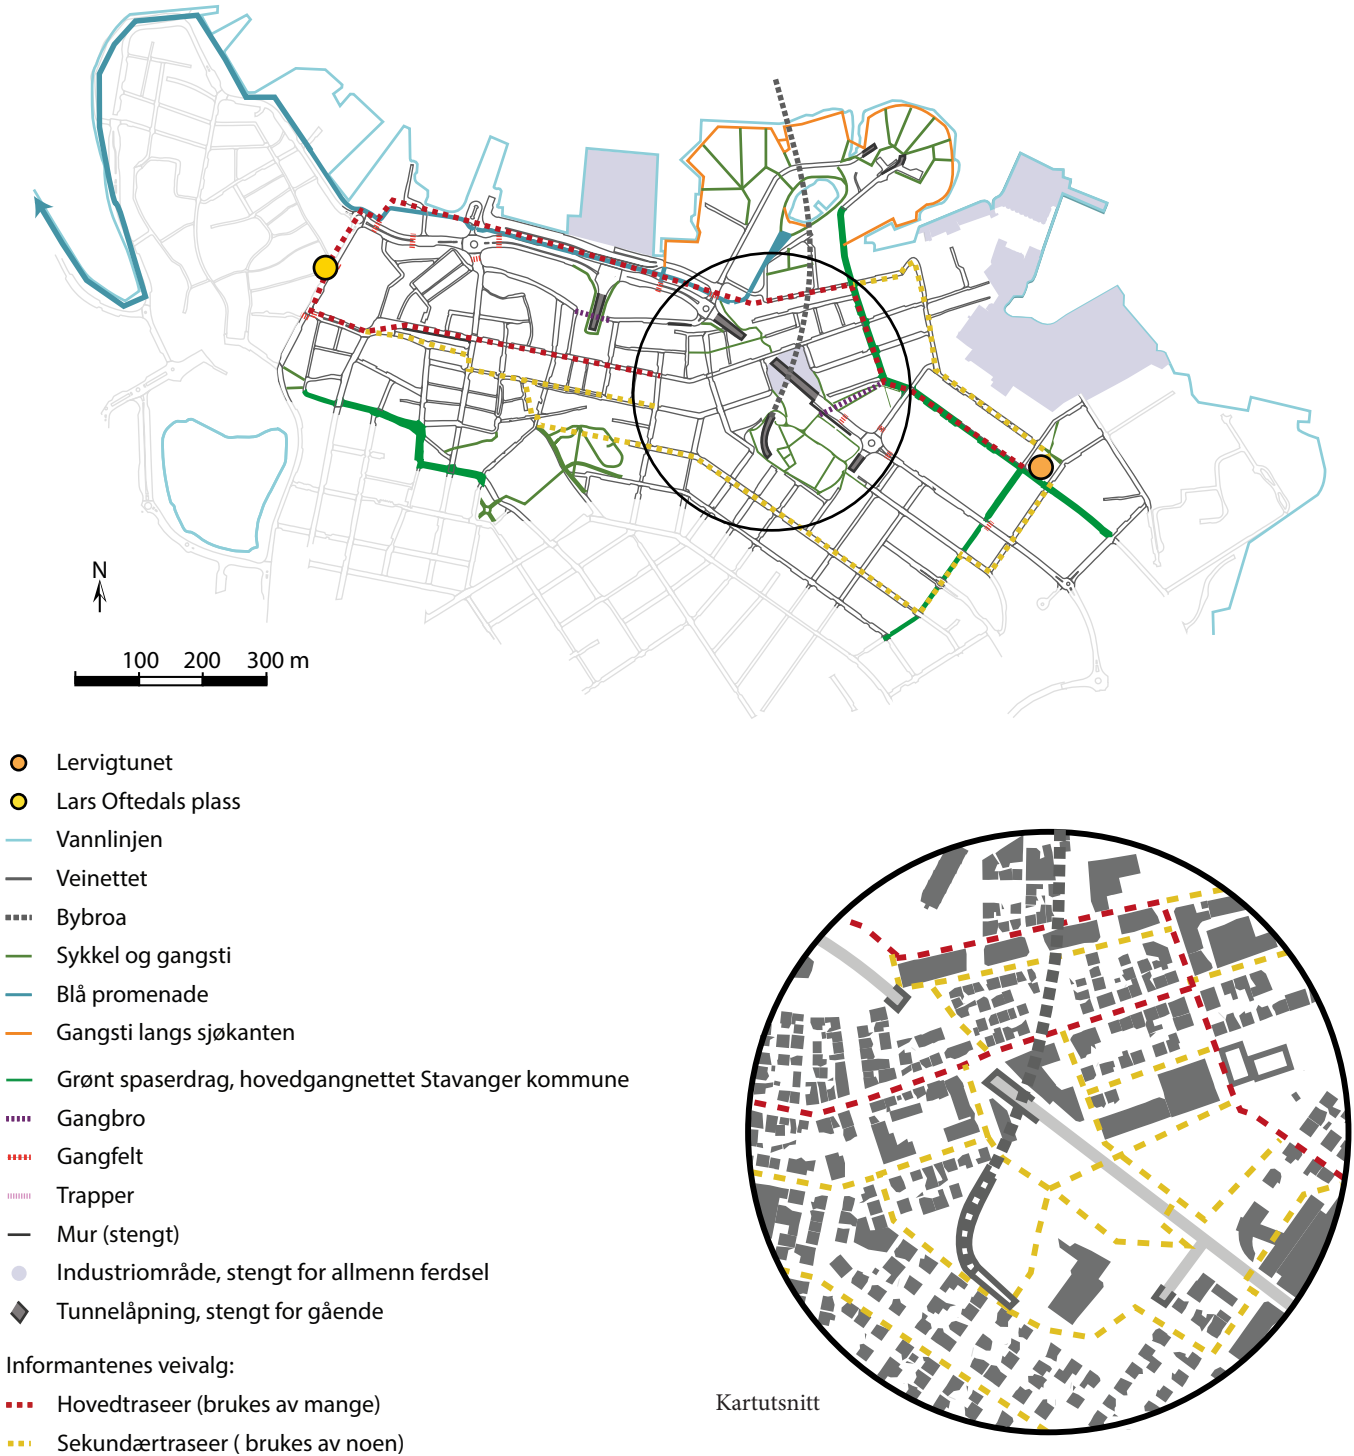 N
100 200 300 m
Lervigtunet
Lars Oftedals plass
Vannlinjen
Veinettet
Bybroa
Sykkel og gangsti
Blå promenade
Gangsti langs sjøkanten
Grønt spaserdrag, hovedgangnettet Stavanger kommune
Gangbro
Gangfelt
Trapper
Mur (stengt)
Industriområde, stengt for allmenn ferdsel
Tunnelåpning, stengt for gående
Informantenes veivalg:
Hovedtraseer (brukes av mange)
Sekundærtraseer ( brukes av noen)
Kartutsnitt